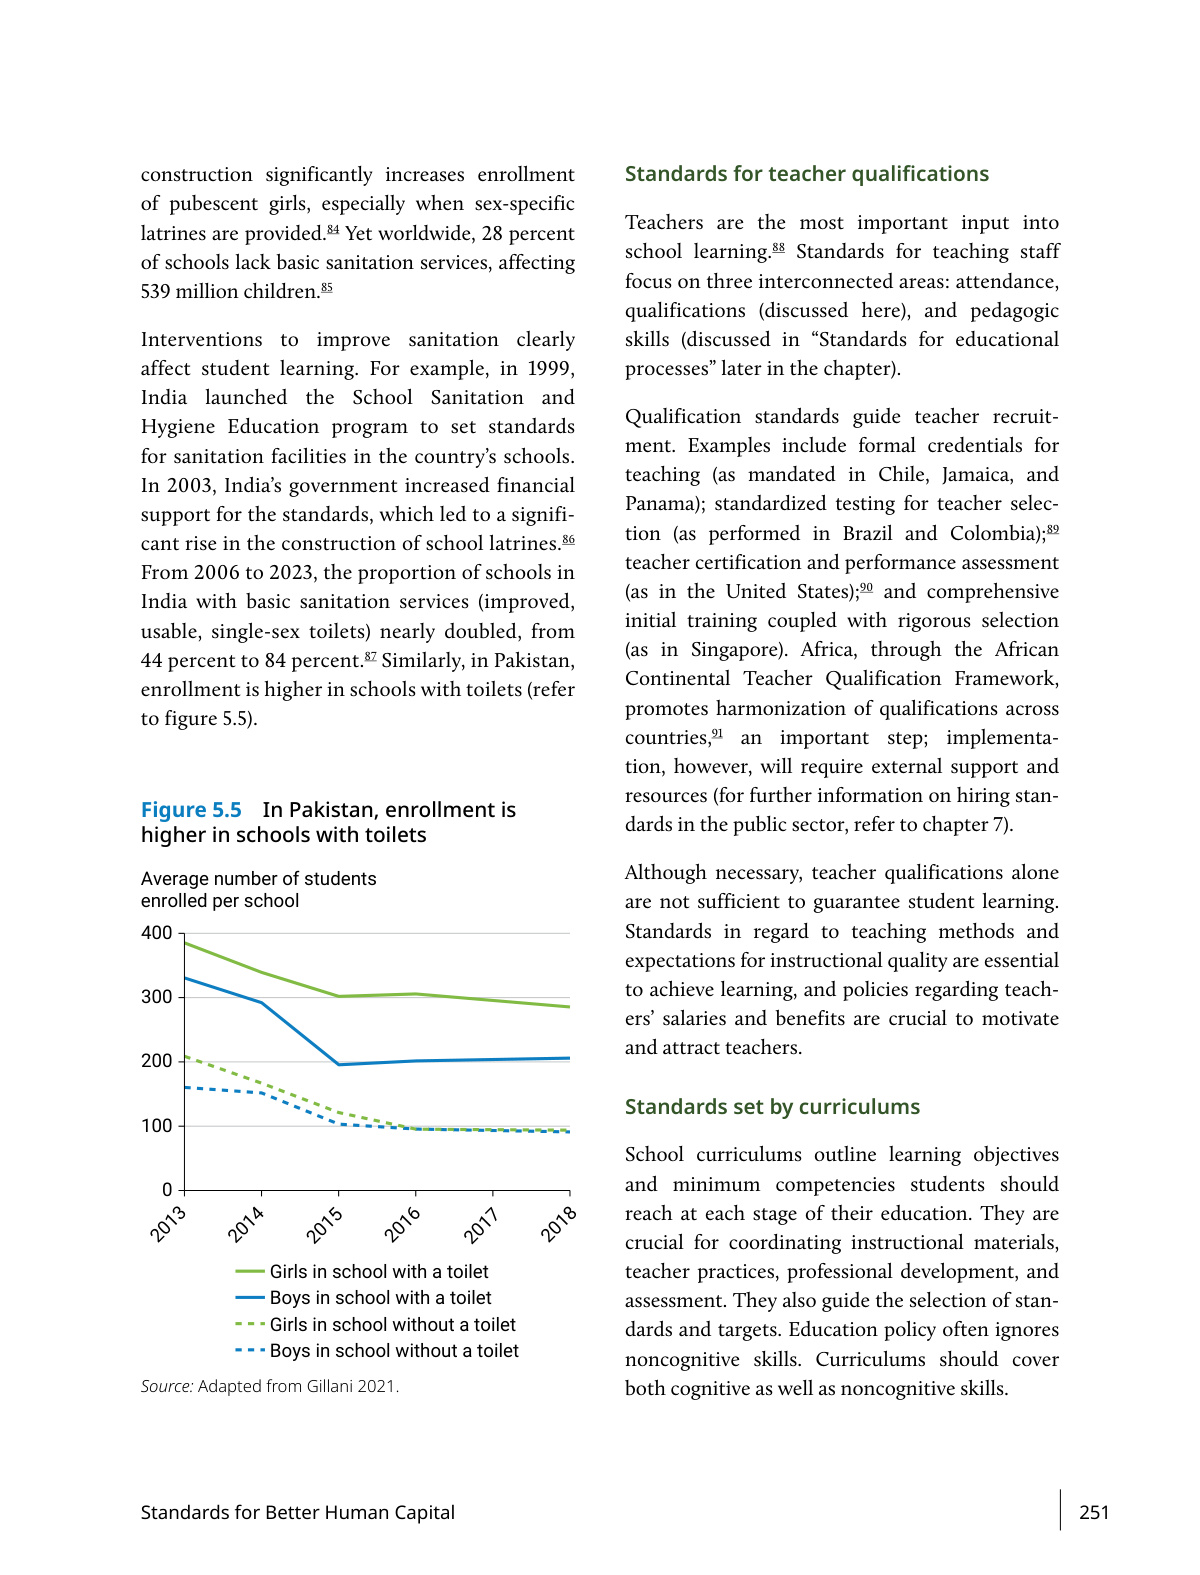 construction significantly increases enrollment
of pubescent girls, especially when sex-specific
latrines are provided.84 Yet worldwide, 28 percent
of schools lack basic sanitation services, affecting
539 million children.85
Interventions to improve sanitation clearly
affect student learning. For example, in 1999,
India launched the School Sanitation and
Hygiene Education program to set standards
for sanitation facilities in the country’s schools.
In 2003, India’s government increased financial
support for the standards, which led to a signifi-
cant rise in the construction of school latrines.86
From 2006 to 2023, the proportion of schools in
India with basic sanitation services (improved,
usable, single-sex toilets) nearly doubled, from
44 percent to 84 percent.87 Similarly, in Pakistan,
enrollment is higher in schools with toilets (refer
to figure 5.5).
Figure 5.5 In Pakistan, enrollment is
higher in schools with toilets
Average number of students
enrolled per school
400
300
200
100
0
2013 2014 2015 2016 2017 2018
Girls in school with a toilet
Boys in school with a toilet
Girls in school without a toilet
Boys in school without a toilet
Source: Adapted from Gillani 2021.
Standards for teacher qualifications
Teachers are the most important input into
school learning.88 Standards for teaching staff
focus on three interconnected areas: attendance,
qualifications (discussed here), and pedagogic
skills (discussed in “Standards for educational
processes” later in the chapter).
Qualification standards guide teacher recruit-
ment. Examples include formal credentials for
teaching (as mandated in Chile, Jamaica, and
Panama); standardized testing for teacher selec-
tion (as performed in Brazil and Colombia);89
teacher certification and performance assessment
(as in the United States);90 and comprehensive
initial training coupled with rigorous selection
(as in Singapore). Africa, through the African
Continental Teacher Qualification Framework,
promotes harmonization of qualifications across
countries,91 an important step; implementa-
tion, however, will require external support and
resources (for further information on hiring stan-
dards in the public sector, refer to chapter 7).
Although necessary, teacher qualifications alone
are not sufficient to guarantee student learning.
Standards in regard to teaching methods and
expectations for instructional quality are essential
to achieve learning, and policies regarding teach-
ers’ salaries and benefits are crucial to motivate
and attract teachers.
Standards set by curriculums
School curriculums outline learning objectives
and minimum competencies students should
reach at each stage of their education. They are
crucial for coordinating instructional materials,
teacher practices, professional development, and
assessment. They also guide the selection of stan-
dards and targets. Education policy often ignores
noncognitive skills. Curriculums should cover
both cognitive as well as noncognitive skills.
Standards for Better Human Capital
251